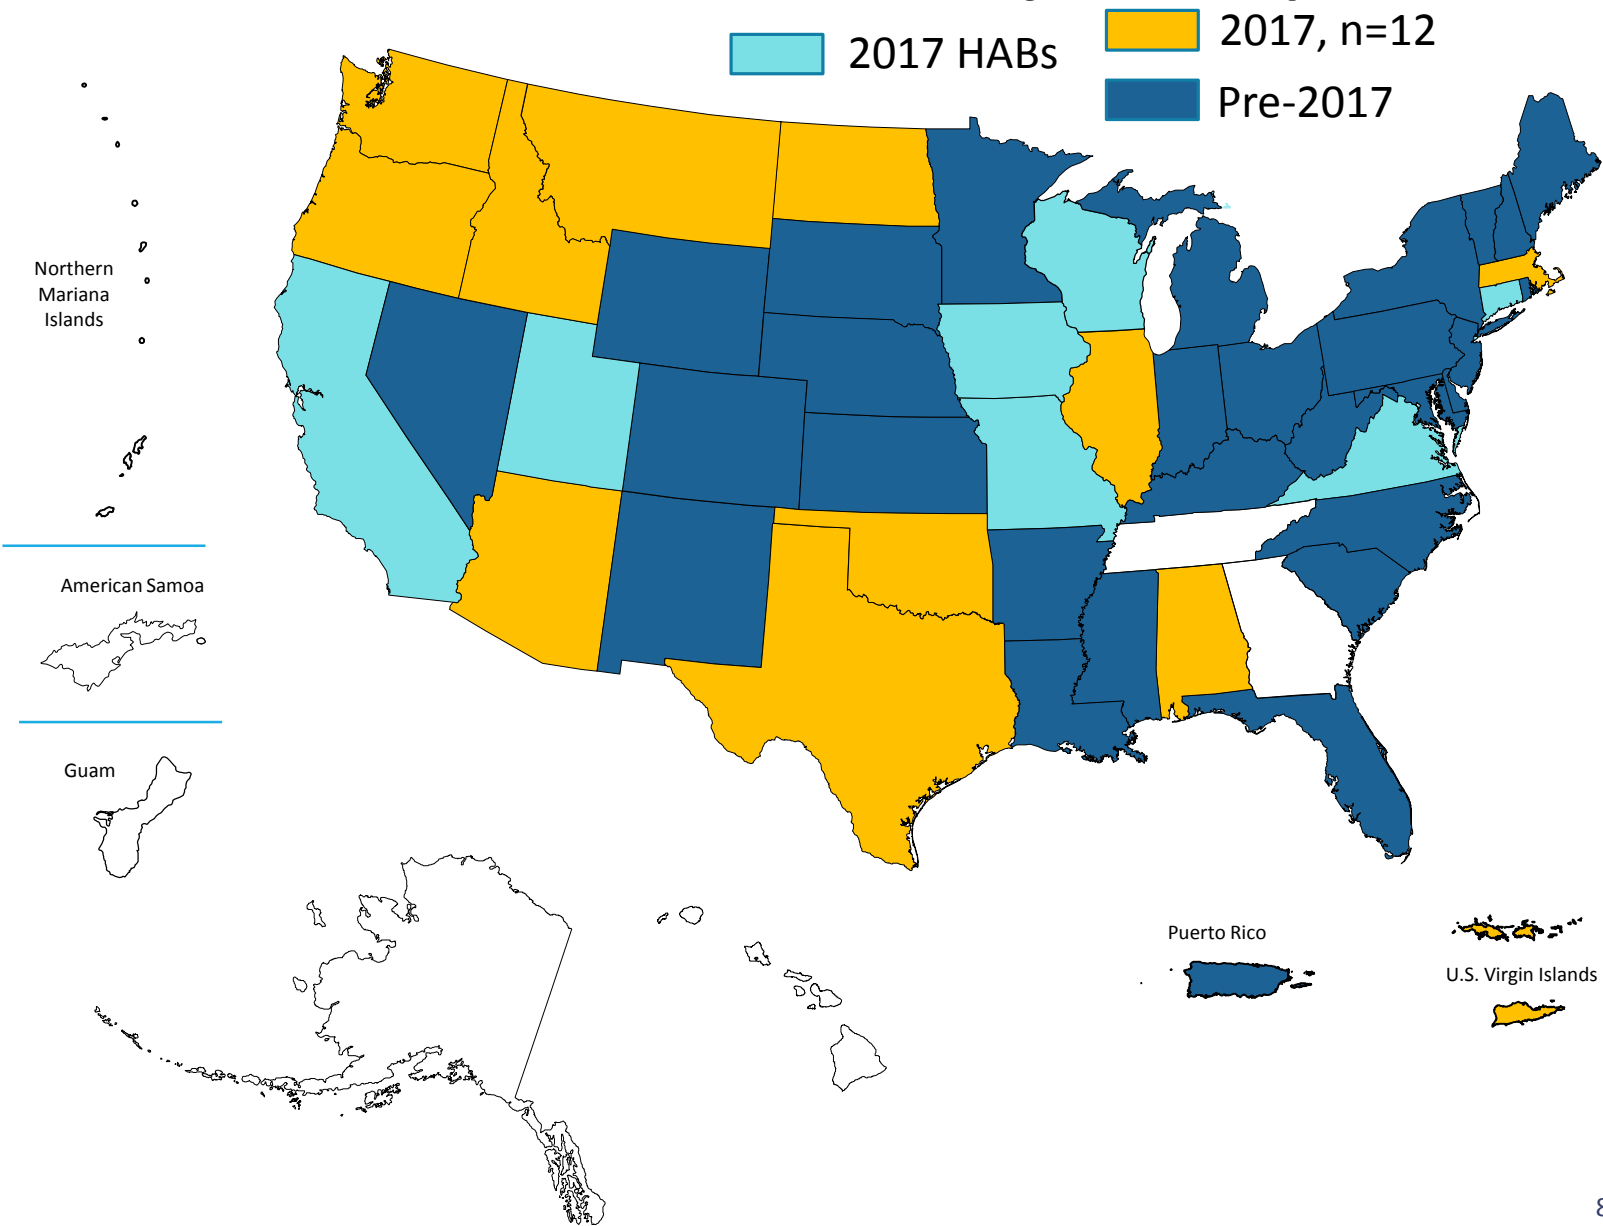 2017 HABs
2017, n=12
Pre-2017
Northern
Mariana
Islands
American Samoa
Guam
Puerto Rico
U.S. Virgin Islands